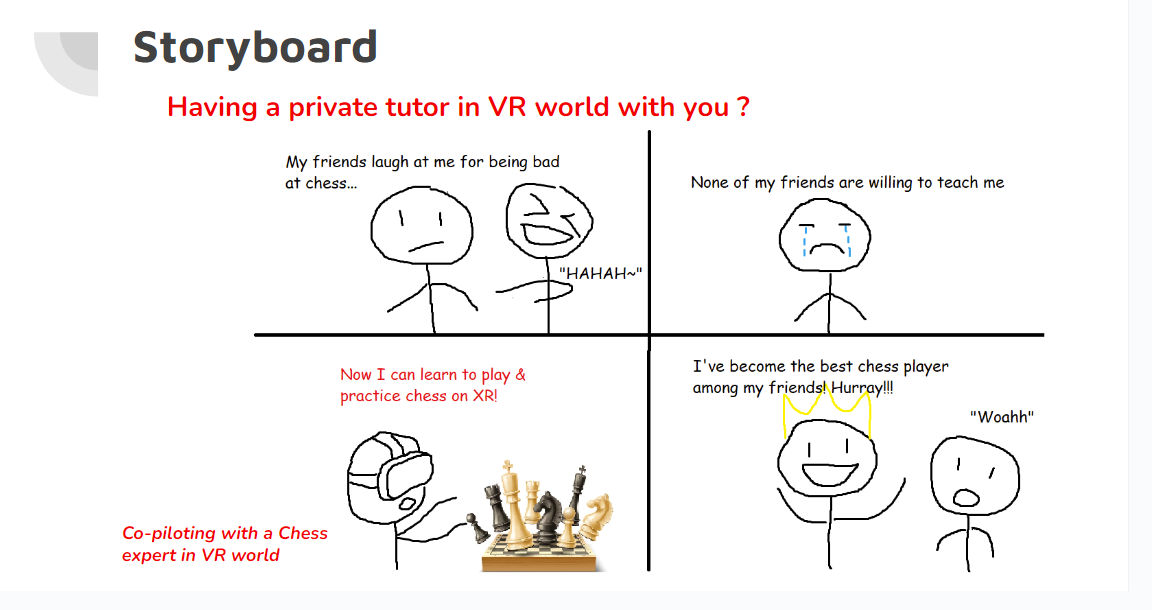 Storyboard
Having a private tutor in VR world with you ?
My friends laugh at me for being bad
at chess...
"HAHAH~"
None of my friends are willing to teach me
Now I can learn to play &
practice chess on XR!
Co-piloting with a Chess
expert in VR world
I've become the best chess player
among my friends! Hurray!!!
"Woahh"